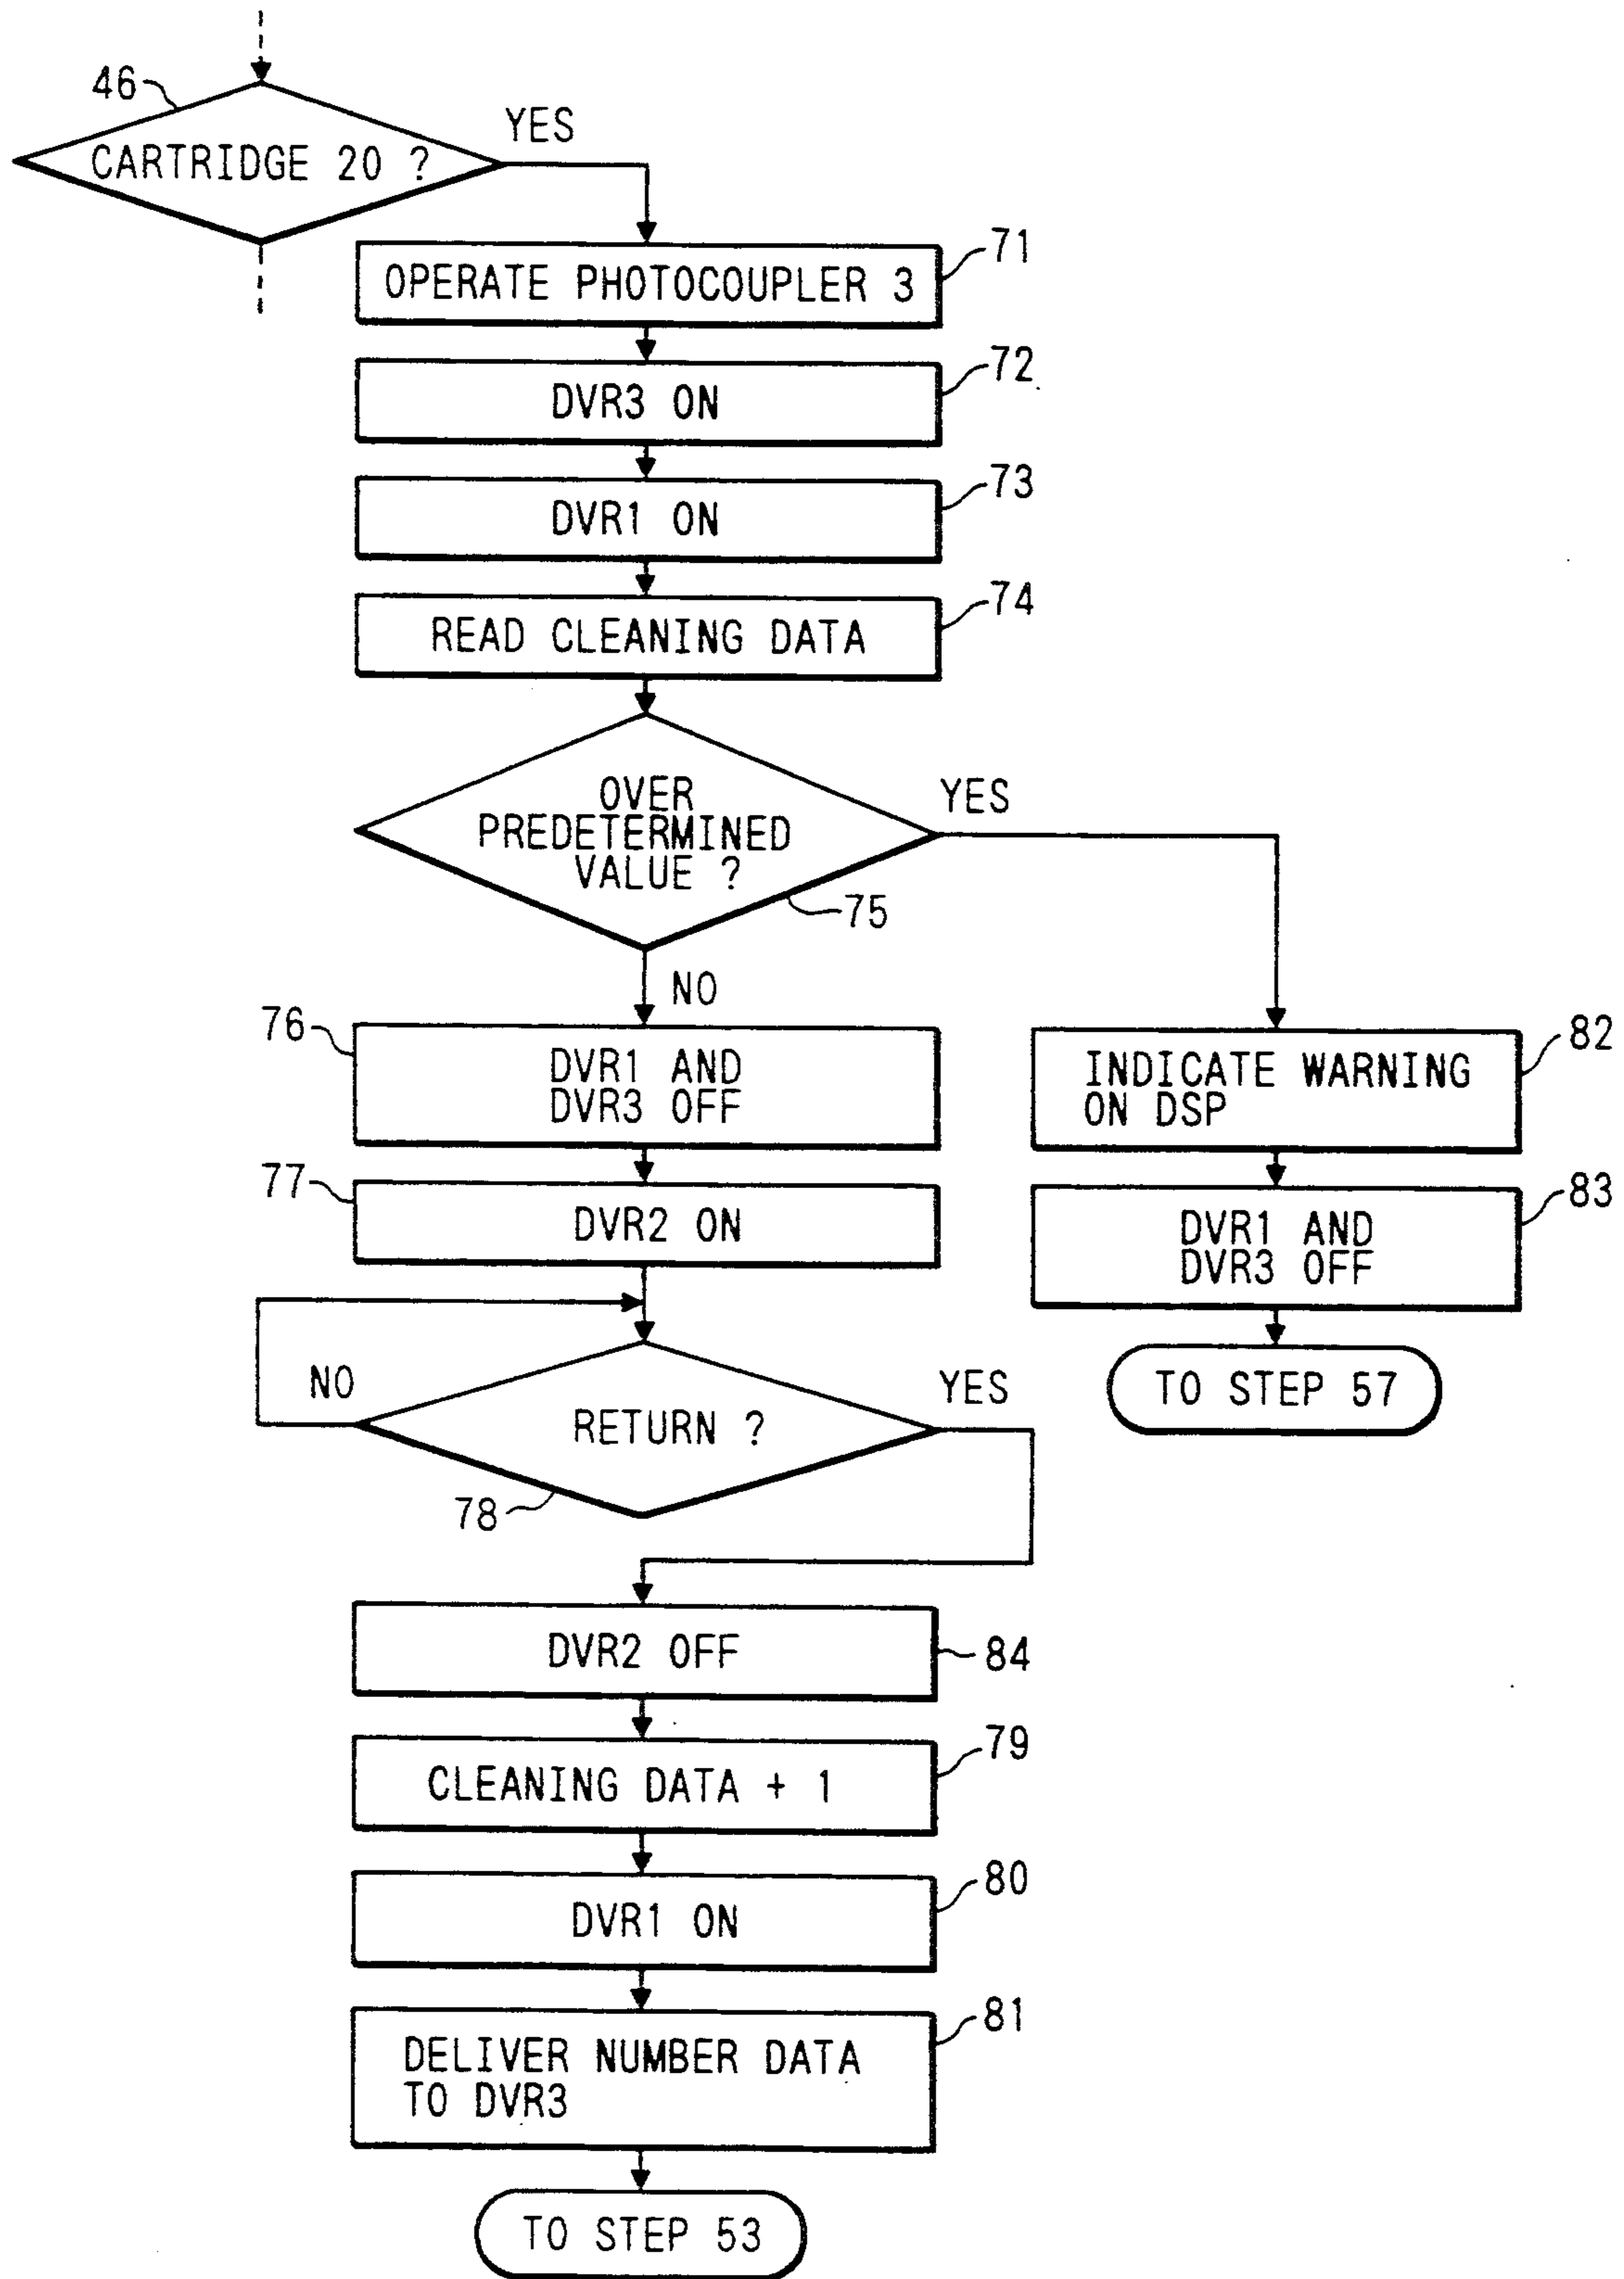 46
CARTRIDGE 20 ?
YES
71
OPERATE PHOTOCOUPLER 3
72
DVR3 ON
73
DVR1 ON
74
READ CLEANING DATA
OVER
PREDETERMINED
VALUE ?
YES
75
NO
76
DVR1 AND
DVR3 OFF
82
INDICATE WARNING
ON DSP
77
DVR2 ON
83
DVR1 AND
DVR3 OFF
TO STEP 57
NO
RETURN ?
YES
78
DVR2 OFF
84
79
CLEANING DATA + 1
80
DVR1 ON
81
DELIVER NUMBER DATA
TO DVR3
TO STEP 53